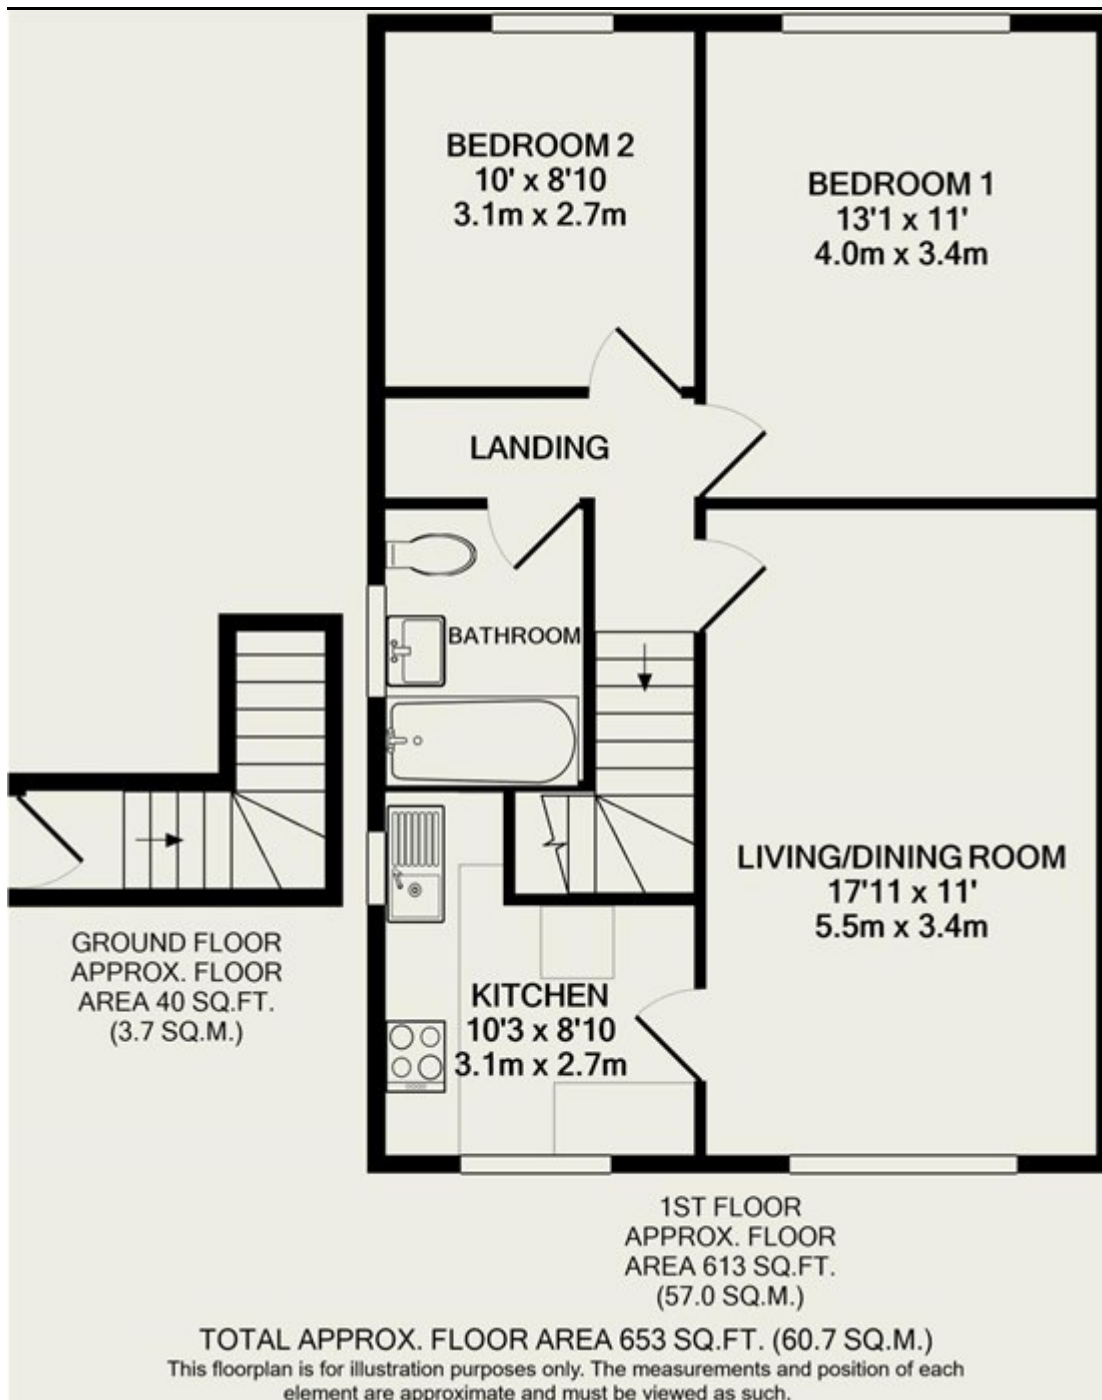 BEDROOM 2
10' x 8'10
3.1m x 2.7m
BEDROOM 1
13'1 x 11'
4.0m x 3.4m
LANDING
BATHROOM
LIVING/DINING ROOM
17'11 x 11'
5.5m x 3.4m
GROUND FLOOR
APPROX. FLOOR
AREA 40 SQ.FT.
(3.7 SQ.M.)
KITCHEN
10'3 x 8'10
3.1m x 2.7m
1ST FLOOR
APPROX. FLOOR
AREA 613 SQ.FT.
(57.0 SQ.M.)
TOTAL APPROX. FLOOR AREA 653 SQ.FT. (60.7 SQ.M.)
This floorplan is for illustration purposes only. The measurements and position of each
element are approximate and must be viewed as such.